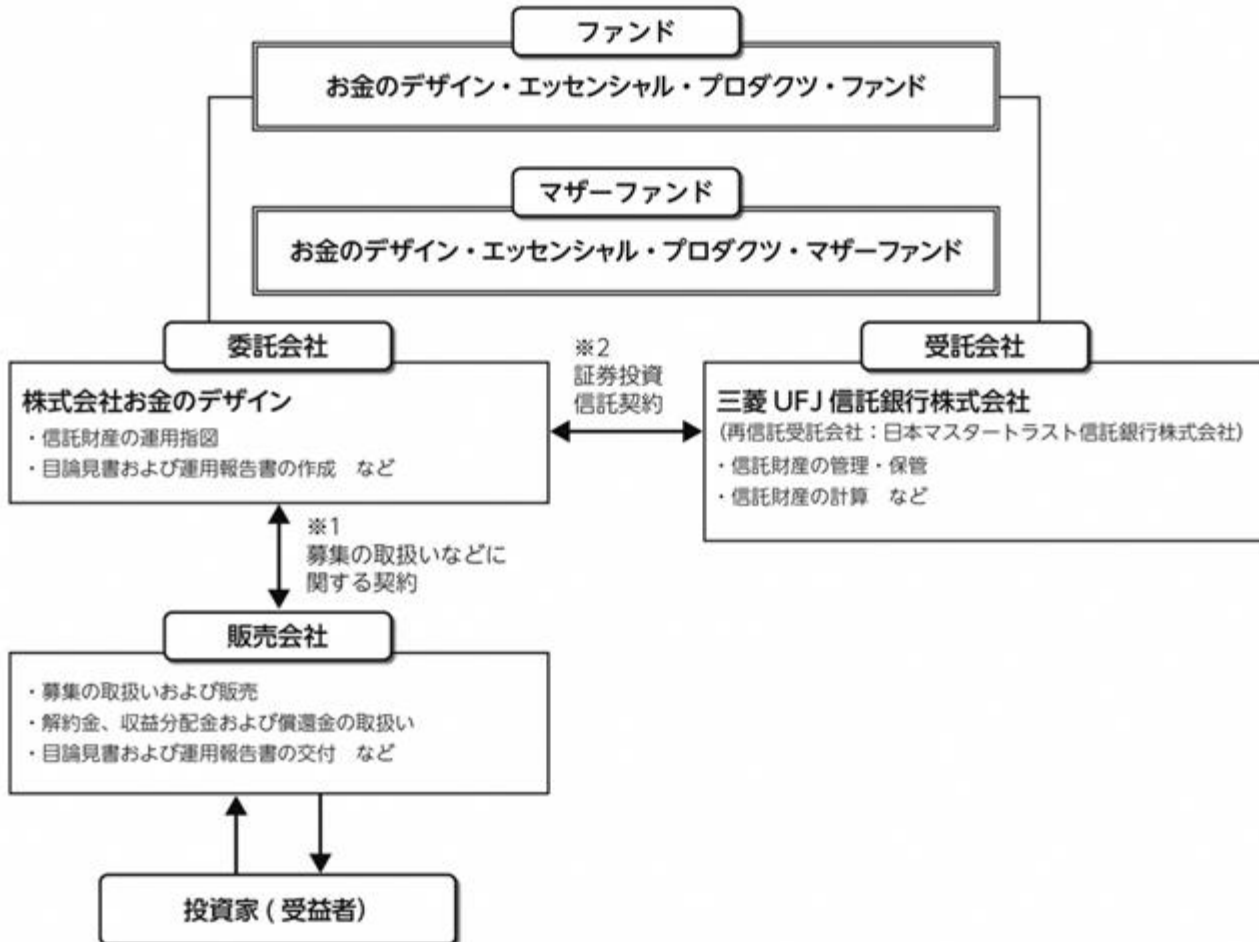 ファンド
お金のデザイン・エッセンシャル・プロダクツ・ファンド
マザーファンド
お金のデザイン・エッセンシャル・プロダクツ・マザーファンド
委託会社
株式会社お金のデザイン
・信託財産の運用指図
・目論見書および運用報告書の作成　など
※2
証券投資
信託契約
受託会社
三菱 UFJ 信託銀行株式会社
(再信託受託会社：日本マスタートラスト信託銀行株式会社)
・信託財産の管理・保管
・信託財産の計算　など
※1
募集の取扱いなどに
関する契約
販売会社
・募集の取扱いおよび販売
・解約金、収益分配金および償還金の取扱い
・目論見書および運用報告書の交付　など
投資家 ( 受益者)